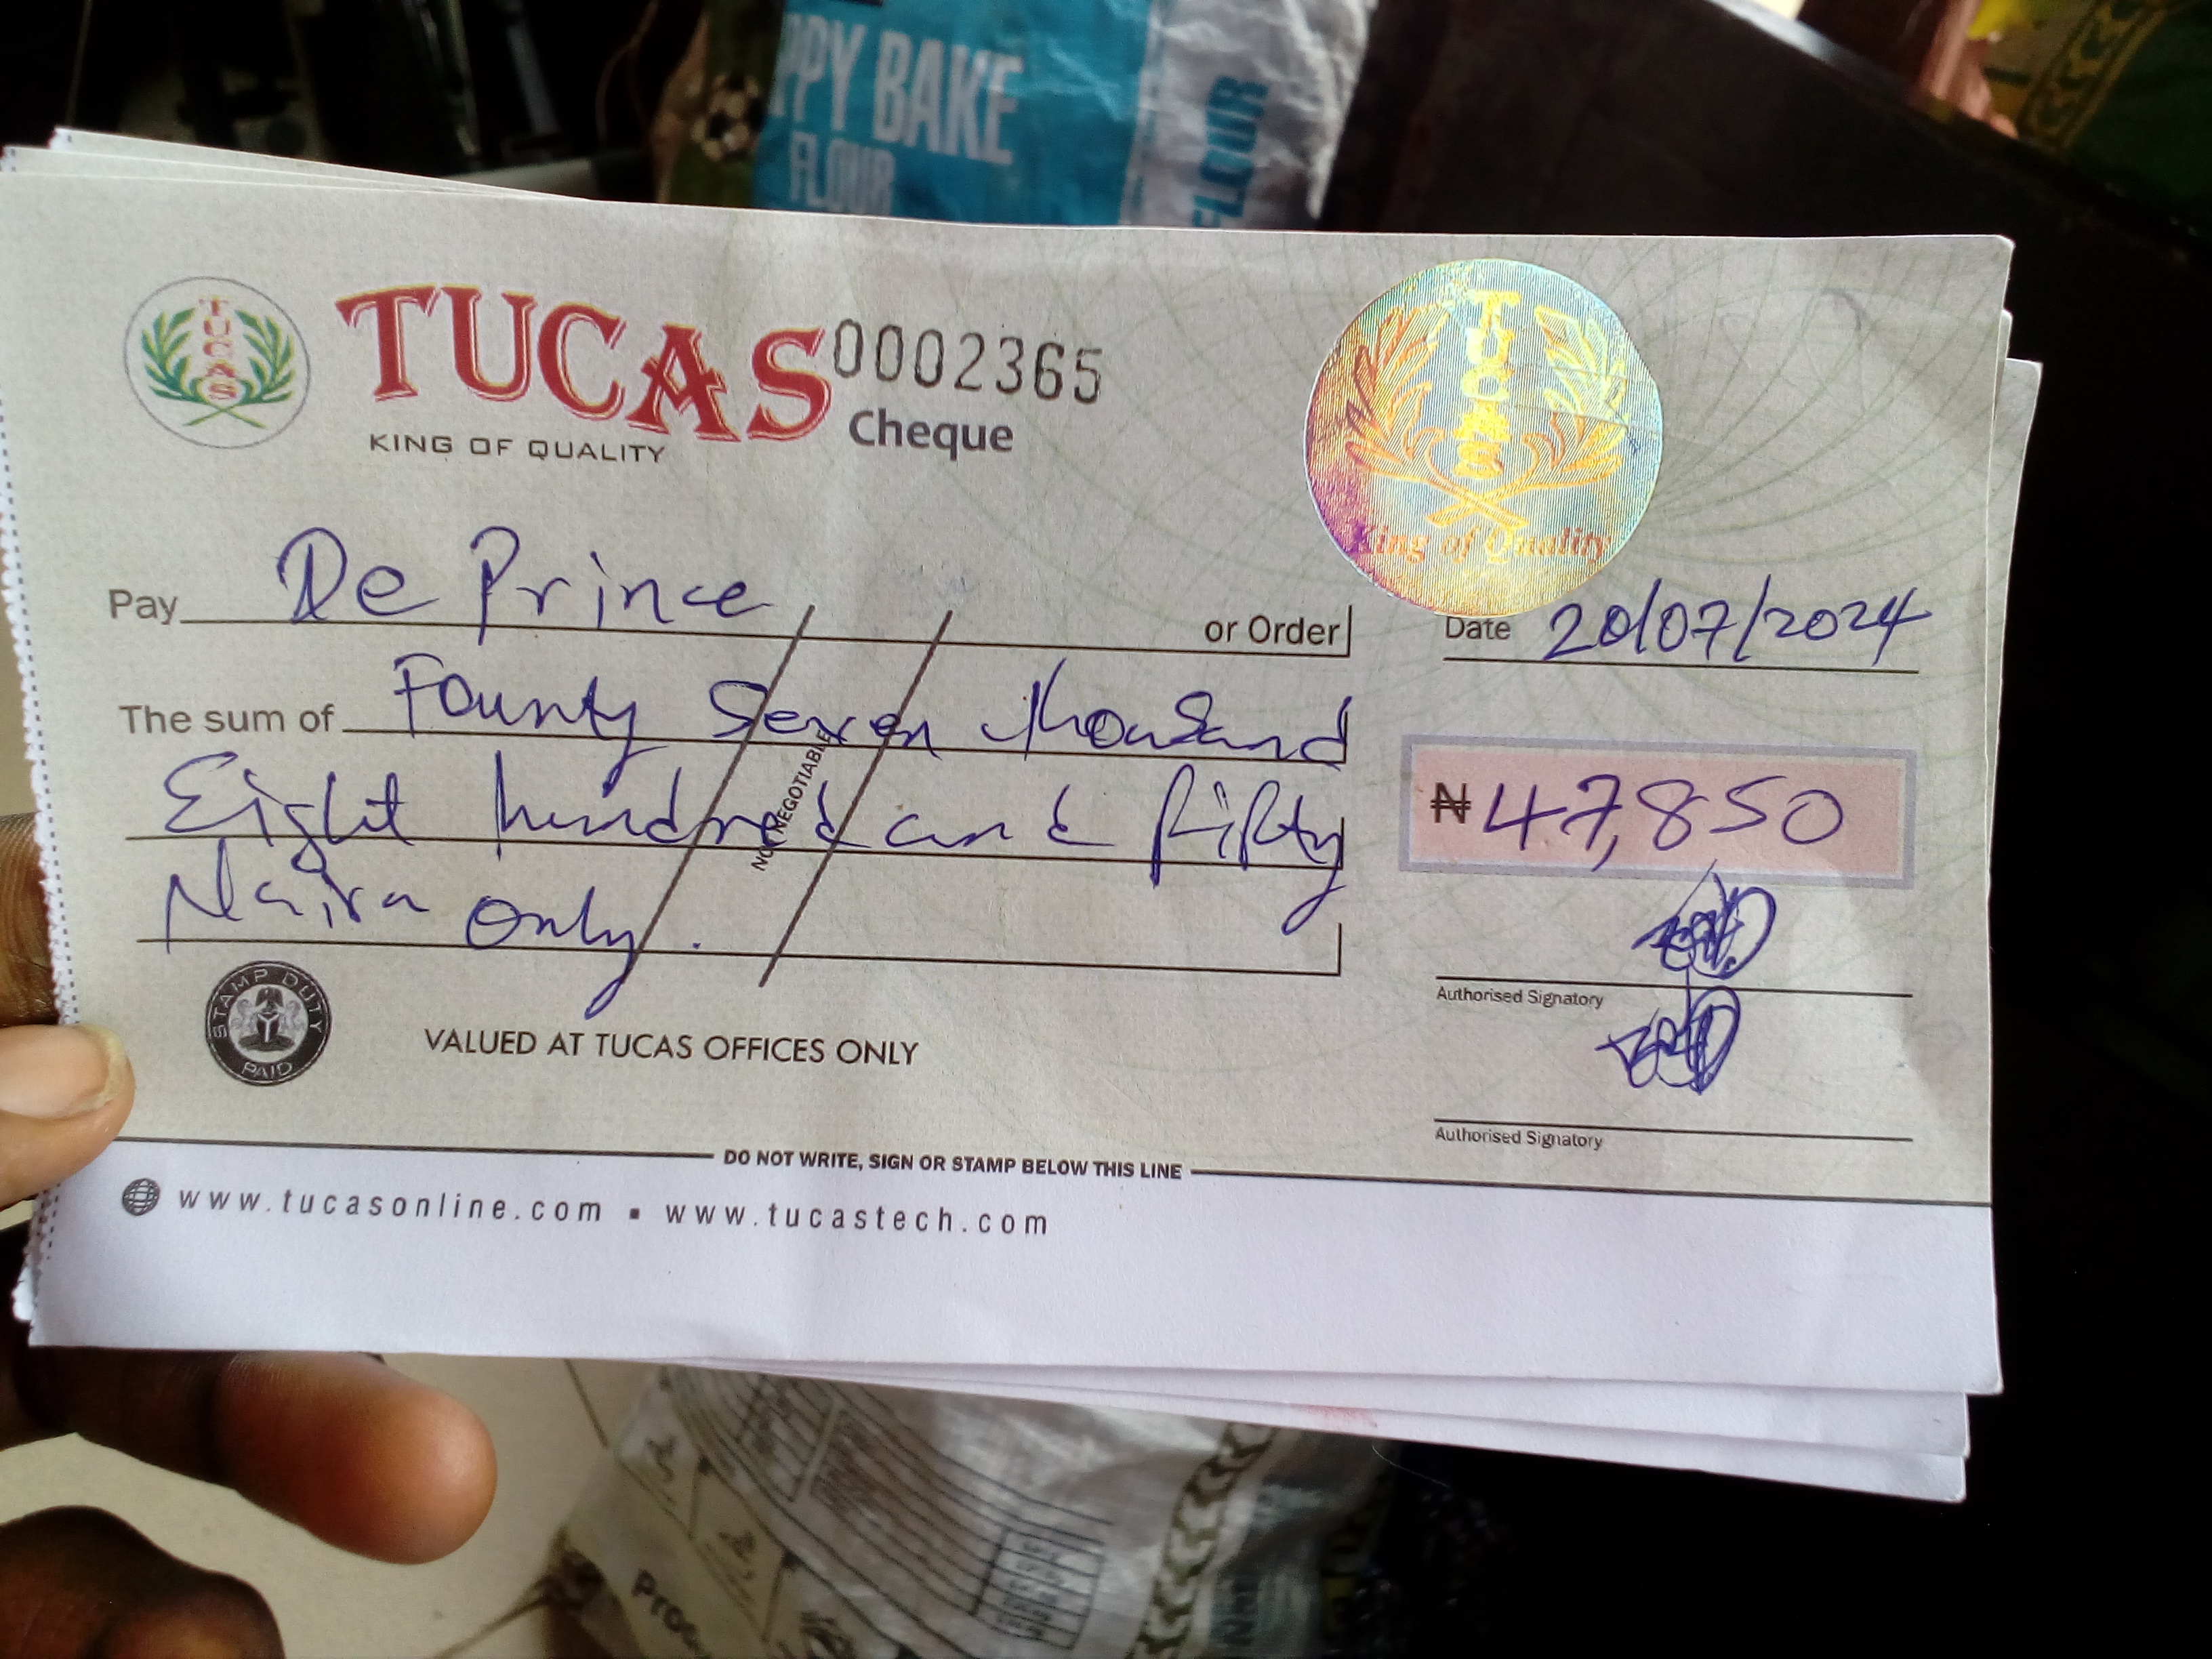 PPY BAKE
FLOUR
FLOUR
TUCAS
TUCAS 0002365
KING OF QUALITY Cheque
TUCAS
King of Quality
Pay De Prince or Order
Date 20/07/2024
The sum of Founty Seven thousand
Eight hundred and fifty
Naira only.
₦47,850
NOT NEGOTIABLE
Authorised Signatory
Authorised Signatory
STAMP DUTY
PAID
VALUED AT TUCAS OFFICES ONLY
DO NOT WRITE, SIGN OR STAMP BELOW THIS LINE
www.tucasonline.com ▪ www.tucastech.com